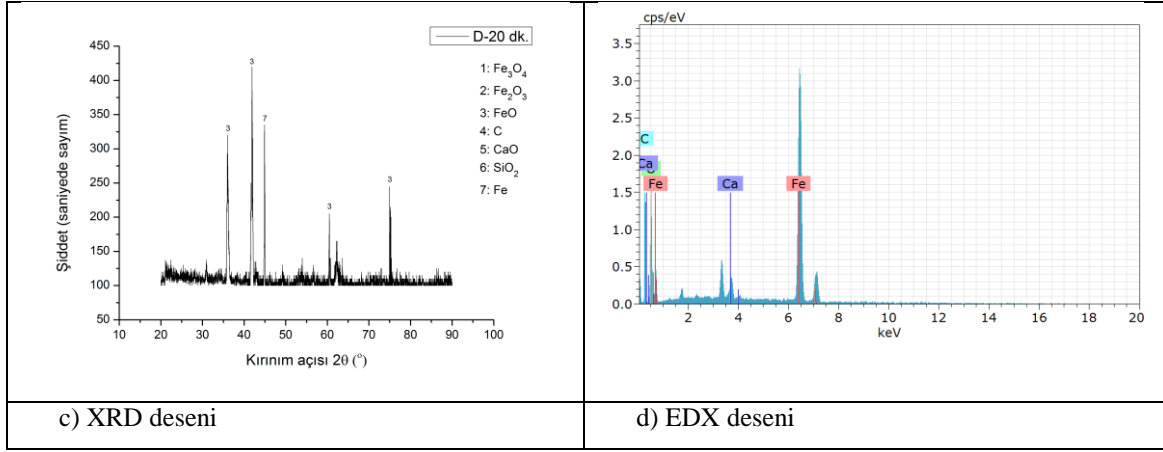 D-20 dk.
1: Fe₃O₄
2: Fe₂O₃
3: FeO
4: C
5: CaO
6: SiO₂
7: Fe
Şiddet (saniyede sayım)
450
400
350
300
250
200
150
100
50
3
3
7
3
3
10 20 30 40 50 60 70 80 90 100
Kırınım açısı 2θ (°)
cps/eV
3.5
3.0
2.5
2.0
1.5
1.0
0.5
0.0
C
Ca
Fe
Ca
Fe
2 4 6 8 10 12 14 16 18 20
keV
c) XRD deseni
d) EDX deseni